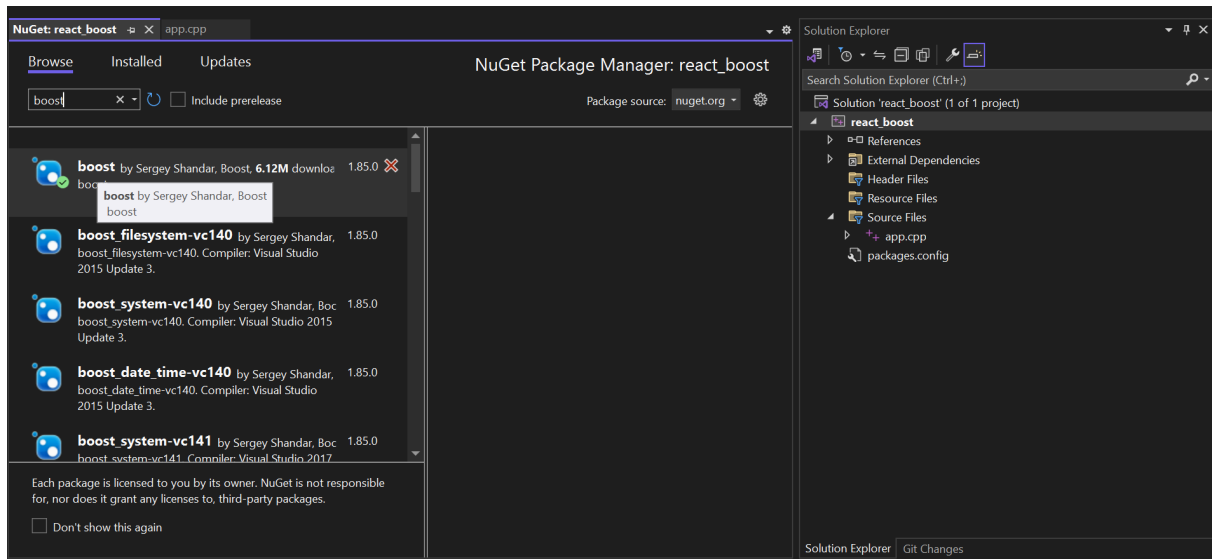 NuGet: react_boost
app.cpp
Browse
Installed
Updates
NuGet Package Manager: react_boost
boost
Include prerelease
Package source: nuget.org
boost by Sergey Shandar, Boost, 6.12M downloa 1.85.0
boost by Sergey Shandar, Boost
boost
boost_filesystem-vc140 by Sergey Shandar, 1.85.0
boost_filesystem-vc140. Compiler: Visual Studio
2015 Update 3.
boost_system-vc140 by Sergey Shandar, Boc 1.85.0
boost_system-vc140. Compiler: Visual Studio 2015
Update 3.
boost_date_time-vc140 by Sergey Shandar, 1.85.0
boost_date_time-vc140. Compiler: Visual Studio
2015 Update 3.
boost_system-vc141 by Sergey Shandar, Boc 1.85.0
boost_system-vc141. Compiler: Visual Studio 2017
Each package is licensed to you by its owner. NuGet is not responsible
for, nor does it grant any licenses to, third-party packages.
Don't show this again
Solution Explorer
Search Solution Explorer (Ctrl+;)
Solution 'react_boost' (1 of 1 project)
react_boost
References
External Dependencies
Header Files
Resource Files
Source Files
app.cpp
packages.config
Solution Explorer
Git Changes